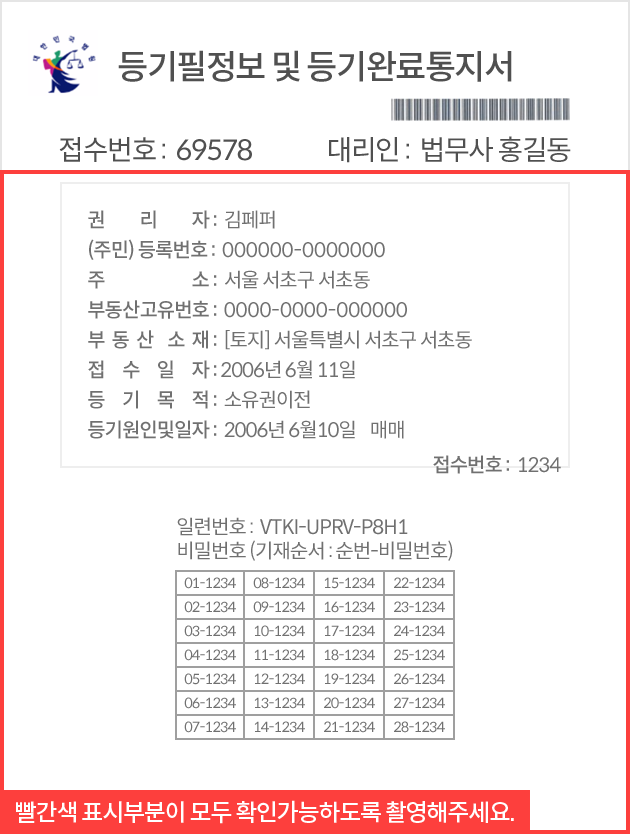 대한민국법원
등기필정보 및 등기완료통지서
접수번호 : 69578 대리인 : 법무사 홍길동
권 리 자 : 김페퍼
(주민) 등록번호 : 000000-0000000
주 소 : 서울 서초구 서초동
부동산고유번호 : 0000-0000-000000
부 동 산 소 재 : [토지] 서울특별시 서초구 서초동
접 수 일 자 : 2006년 6월 11일
등 기 목 적 : 소유권이전
등기원인및일자 : 2006년 6월10일 매매
접수번호 : 1234
일련번호 : VTKI-UPRV-P8H1
비밀번호 (기재순서 : 순번-비밀번호)
01-1234 08-1234 15-1234 22-1234
02-1234 09-1234 16-1234 23-1234
03-1234 10-1234 17-1234 24-1234
04-1234 11-1234 18-1234 25-1234
05-1234 12-1234 19-1234 26-1234
06-1234 13-1234 20-1234 27-1234
07-1234 14-1234 21-1234 28-1234
빨간색 표시부분이 모두 확인가능하도록 촬영해주세요.